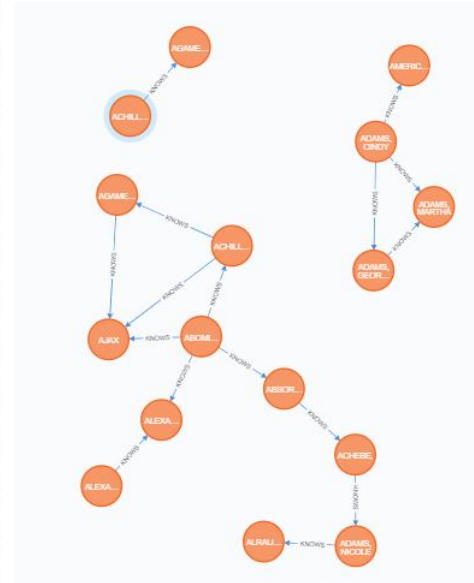 AGAME...
KNOWS
ACHILL...
AMERIC...
KNOWS
ADAMS,
CINDY
KNOWS
KNOWS
ADAMS,
MARTHA
KNOWS
ADAMS,
GEOR...
AGAME...
KNOWS
ACHILL...
KNOWS
KNOWS
KNOWS
AJAX
KNOWS
ABOMI...
KNOWS
KNOWS
ABSOR...
ALEXA...
KNOWS
KNOWS
ACHEBE,
ALEXA...
KNOWS
ALRAU...
KNOWS
ADAMS,
NICOLE